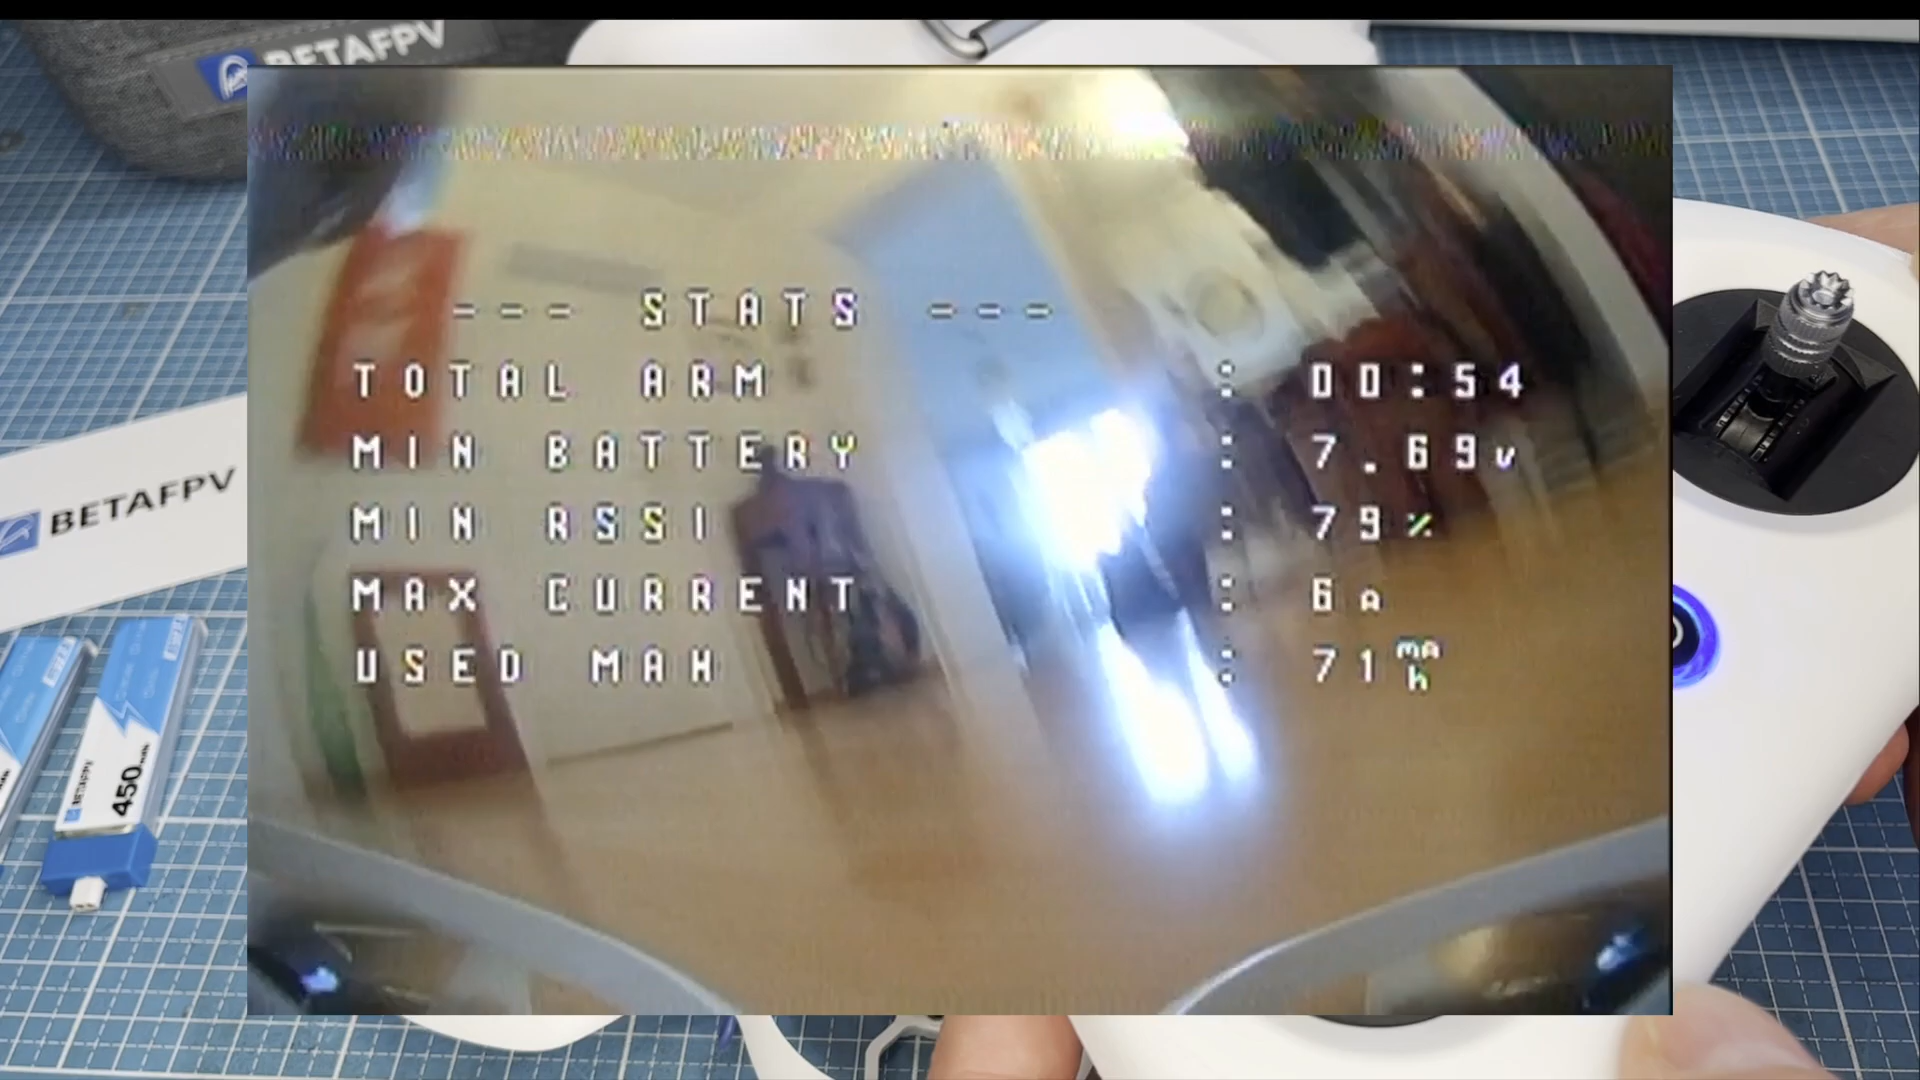 BETAFPV
--- STATS ---
TOTAL ARM : 00:54
MIN BATTERY : 7.69V
MIN RSSI : 79%
MAX CURRENT : 6A
USED MAH : 71mAh
BETAFPV
BETAFPV
450mAh